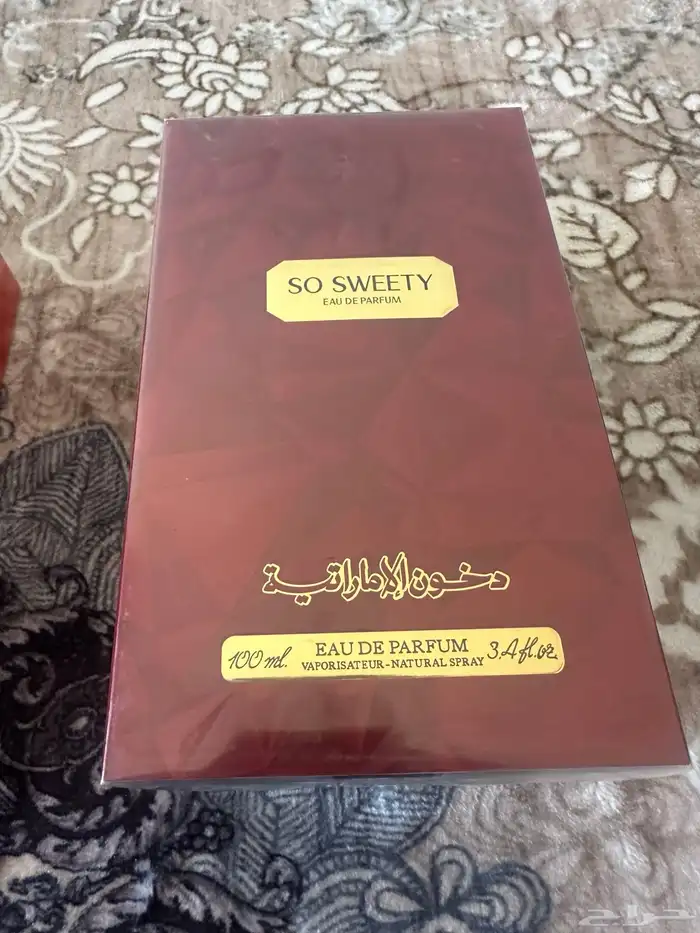 SO SWEETY
EAU DE PARFUM
دخون الإماراتية
100 ml. EAU DE PARFUM 3.4 fl.oz.
VAPORISATEUR - NATURAL SPRAY
حراج